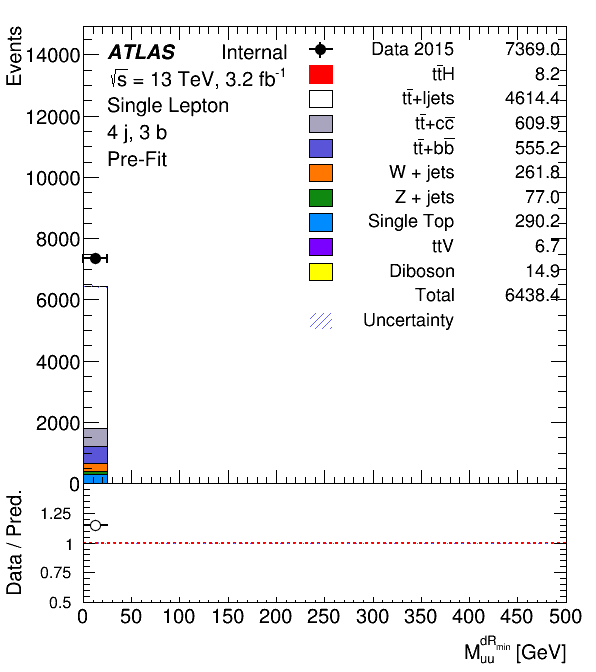 Events
14000
12000
10000
8000
6000
4000
2000
0
ATLAS Internal
√s = 13 TeV, 3.2 fb⁻¹
Single Lepton
4 j, 3 b
Pre-Fit
Data 2015 7369.0
tt̄H 8.2
tt̄+ljets 4614.4
tt̄+cc̄ 609.9
tt̄+bb̄ 555.2
W + jets 261.8
Z + jets 77.0
Single Top 290.2
ttV 6.7
Diboson 14.9
Total 6438.4
Uncertainty
Data / Pred.
1.25
1
0.75
0.5
0 50 100 150 200 250 300 350 400 450 500
M_uu^dR_min [GeV]